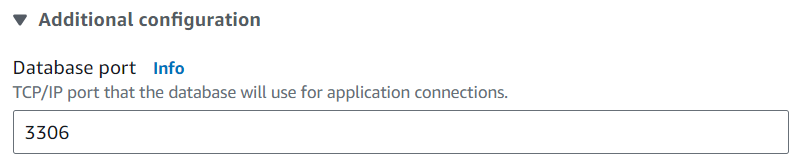 Additional configuration
Database port Info
TCP/IP port that the database will use for application connections.
3306